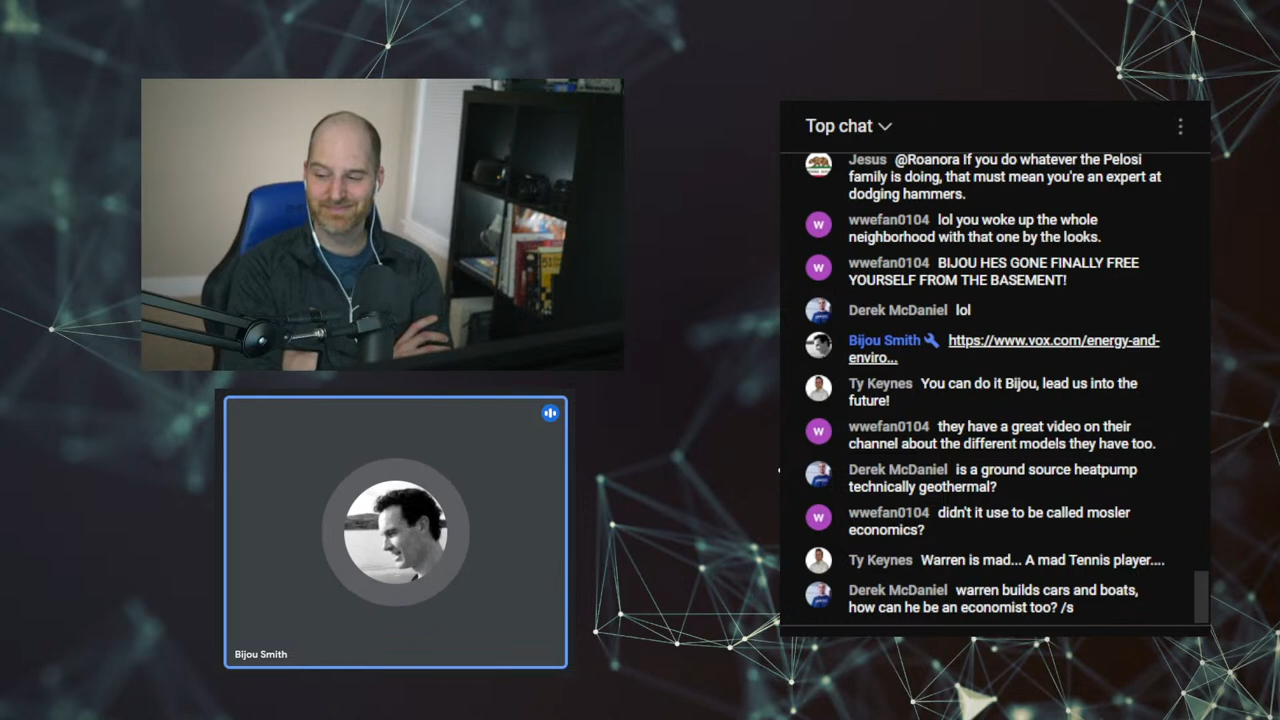 Top chat
Jesus @Roanora If you do whatever the Pelosi
family is doing, that must mean you're an expert at
dodging hammers.
W
wwefan0104 lol you woke up the whole
neighborhood with that one by the looks.
W
wwefan0104 BIJOU HES GONE FINALLY FREE
YOURSELF FROM THE BASEMENT!
Derek McDaniel lol
Bijou Smith https://www.vox.com/energy-and-
enviro...
Ty Keynes You can do it Bijou, lead us into the
future!
W
wwefan0104 they have a great video on their
channel about the different models they have too.
Derek McDaniel is a ground source heatpump
technically geothermal?
W
wwefan0104 didn't it use to be called mosler
economics?
Ty Keynes Warren is mad... A mad Tennis player....
Derek McDaniel warren builds cars and boats,
how can he be an economist too? /s
Bijou Smith